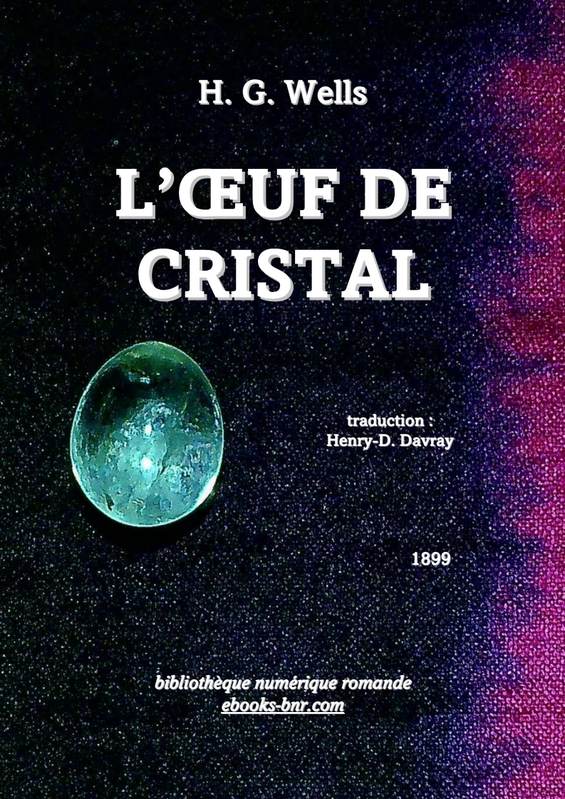 H. G. Wells
L’ŒUF DE
CRISTAL
traduction :
Henry-D. Davray
1899
bibliothèque numérique romande
ebooks-bnr.com